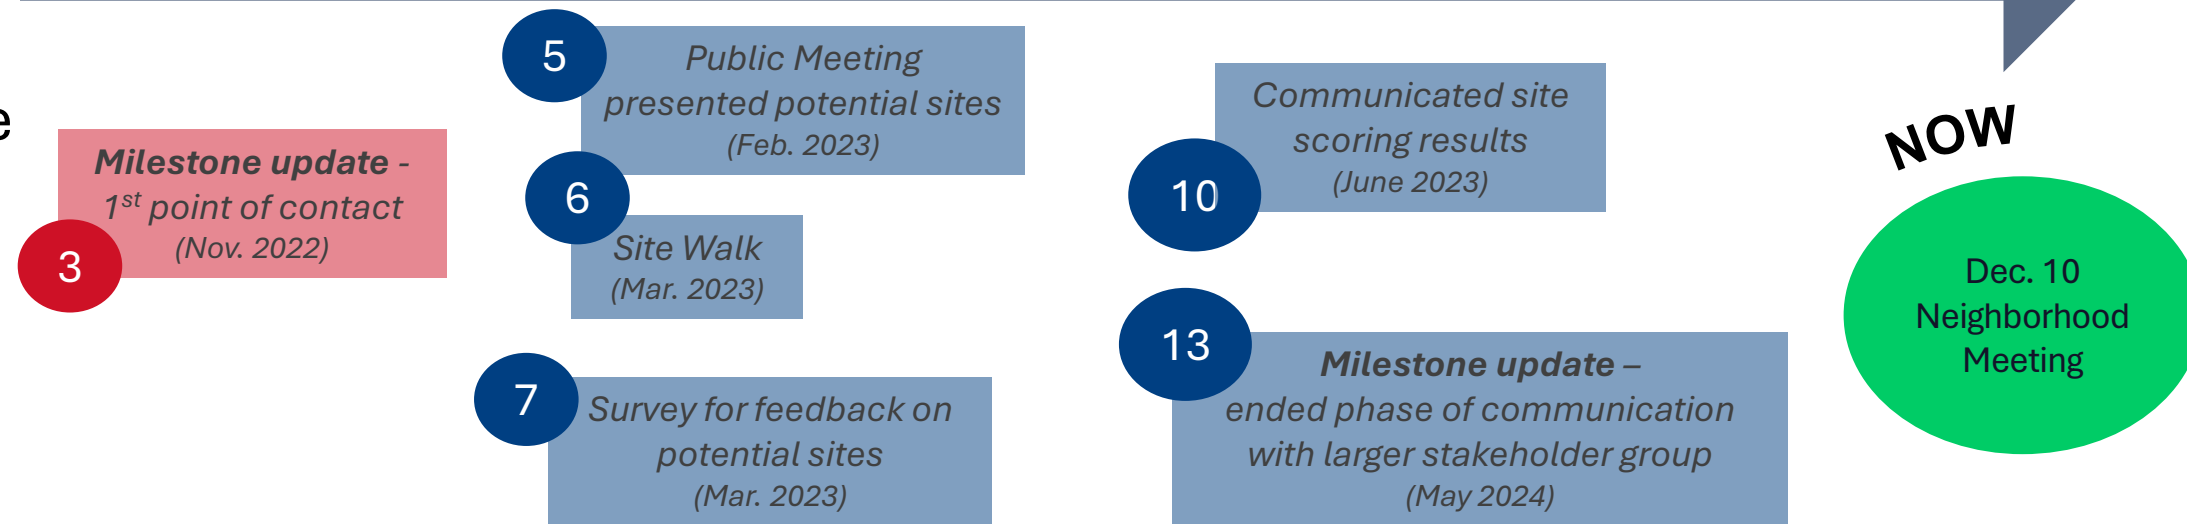 e
3
Milestone update -
1st point of contact
(Nov. 2022)
5
Public Meeting
presented potential sites
(Feb. 2023)
6
Site Walk
(Mar. 2023)
7
Survey for feedback on
potential sites
(Mar. 2023)
10
Communicated site
scoring results
(June 2023)
13
Milestone update –
ended phase of communication
with larger stakeholder group
(May 2024)
NOW
Dec. 10
Neighborhood
Meeting